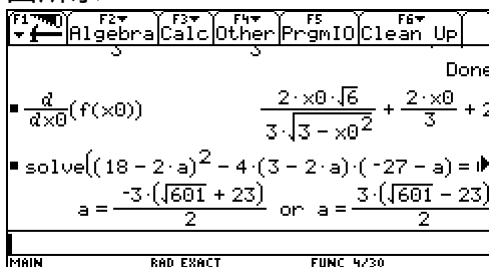 F1 F2 F3 F4 F5 F6
Algebra Calc Other PrgmIO Clean Up
Done
▪ d/dx0(f(x0)) 2·x0·√6/(3·√(3 − x0²)) + 2·x0/3 + 2
▪ solve((18 − 2·a)² − 4·(3 − 2·a)·(-27 − a) =
a = -3·(√601 + 23)/2 or a = 3·(√601 − 23)/2
MAIN RAD EXACT FUNC 4/30